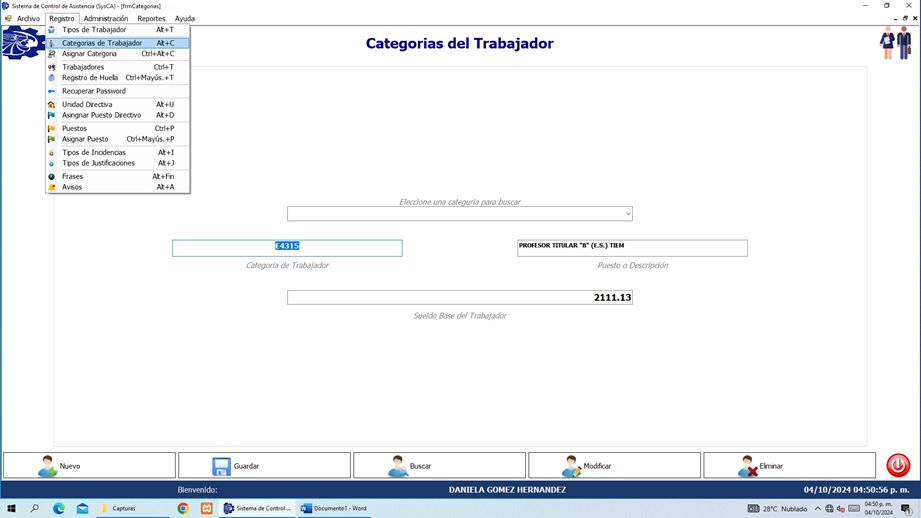 Sistema de Control de Asistencia (SysCA) - [frmCategorias]
Archivo Registro Administración Reportes Ayuda
Tipos de Trabajador Alt+T
Categorias de Trabajador Alt+C
Asignar Categoria Ctrl+Alt+C
Trabajadores Ctrl+T
Registro de Huella Ctrl+Mayús.+T
Recuperar Password
Unidad Directiva Alt+U
Asingnar Puesto Directivo Alt+D
Puestos Ctrl+P
Asignar Puesto Ctrl+Mayús.+P
Tipos de Incidencias Alt+I
Tipos de Justificaciones Alt+J
Frases Alt+Fin
Avisos Alt+A
Categorias del Trabajador
Eleccione una categuría para buscar
E4315
PROFESOR TITULAR "B" (E.S.) TIEM
Categoria de Trabajador
Puesto o Descripción
2111.13
Sueldo Base del Trabajador
Nuevo Guardar Buscar Modificar Eliminar
Bienvenido: DANIELA GOMEZ HERNANDEZ 04/10/2024 04:50:56 p. m.
Capturas Sistema de Control ... Documento1 - Word 28°C Nublado 04:50 p. m.
04/10/2024